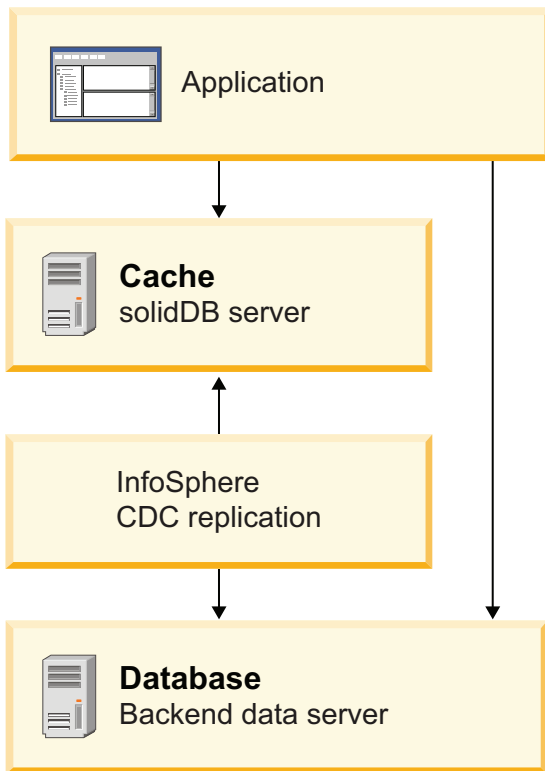 Application
Cache
solidDB server
InfoSphere
CDC replication
Database
Backend data server